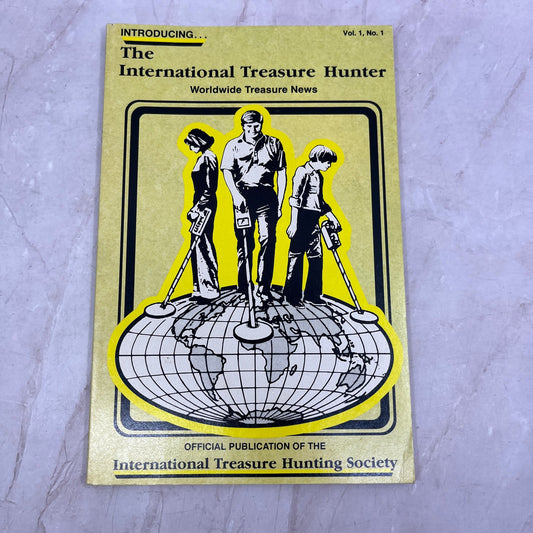 INTRODUCING...
Vol. 1, No. 1
The
International Treasure Hunter
Worldwide Treasure News
OFFICIAL PUBLICATION OF THE
International Treasure Hunting Society